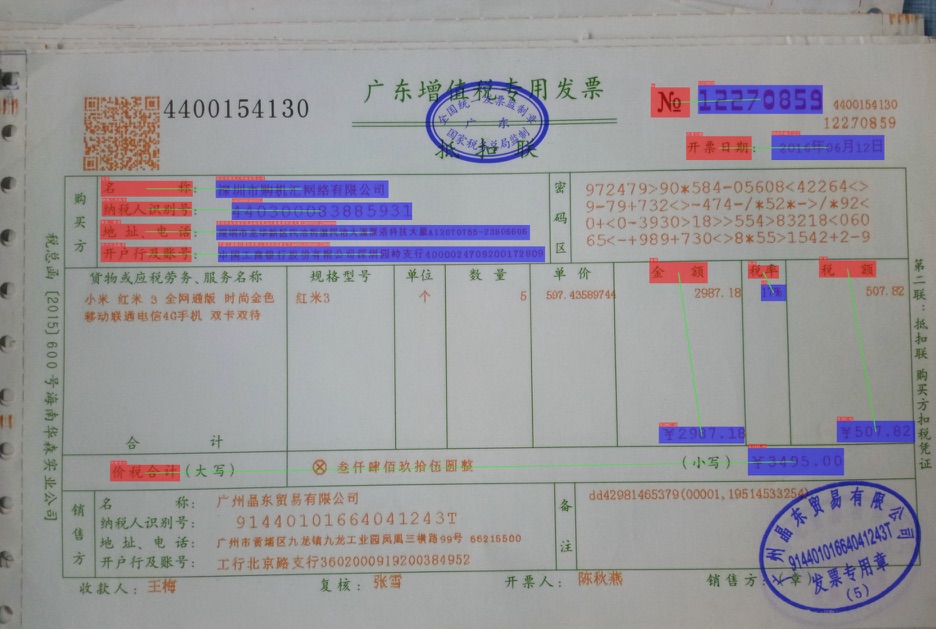 4400154130
广东增值税专用发票
№ 12270859
4400154130
12270859
全国统一发票监制章
广东
国家税务总局监制
抵扣联
开票日期: 2016年06月12日
购买方
名称: 深圳市购机汇网络有限公司
纳税人识别号: 440300083885931
地址、电话:
开户行及账号:
密码区
972479>90*584-05608<42264<>
9-79+732<>-474-/*52*->/*92<
0+<0-3930>18>>554>83218<060
65<-+989+730<>8*55>1542+2-9
货物或应税劳务、服务名称 规格型号 单位 数量 单价 金额 税率 税额
小米 红米 3 全网通版 时尚金色 红米3 个 5 597.43589744 2987.18 17% 507.82
移动联通电信4G手机 双卡双待
合计 ¥2987.18 ¥507.82
价税合计(大写) ⊗ 叁仟肆佰玖拾伍圆整 (小写) ¥3495.00
销售方
名称: 广州晶东贸易有限公司
纳税人识别号: 91440101664041243T
地址、电话: 广州市黄埔区九龙镇九龙工业园凤凰三横路99号 66215500
开户行及账号: 工行北京路支行3602000919200384952
备注
dd42981465379(00001,19514533254)
收款人: 王梅 复核: 张雪 开票人: 陈秋燕 销售方: (章)
广州晶东贸易有限公司
91440101664041243T
发票专用章
(5)
税总函[2015]600号海南华森实业公司
第二联: 抵扣联 购买方扣税凭证